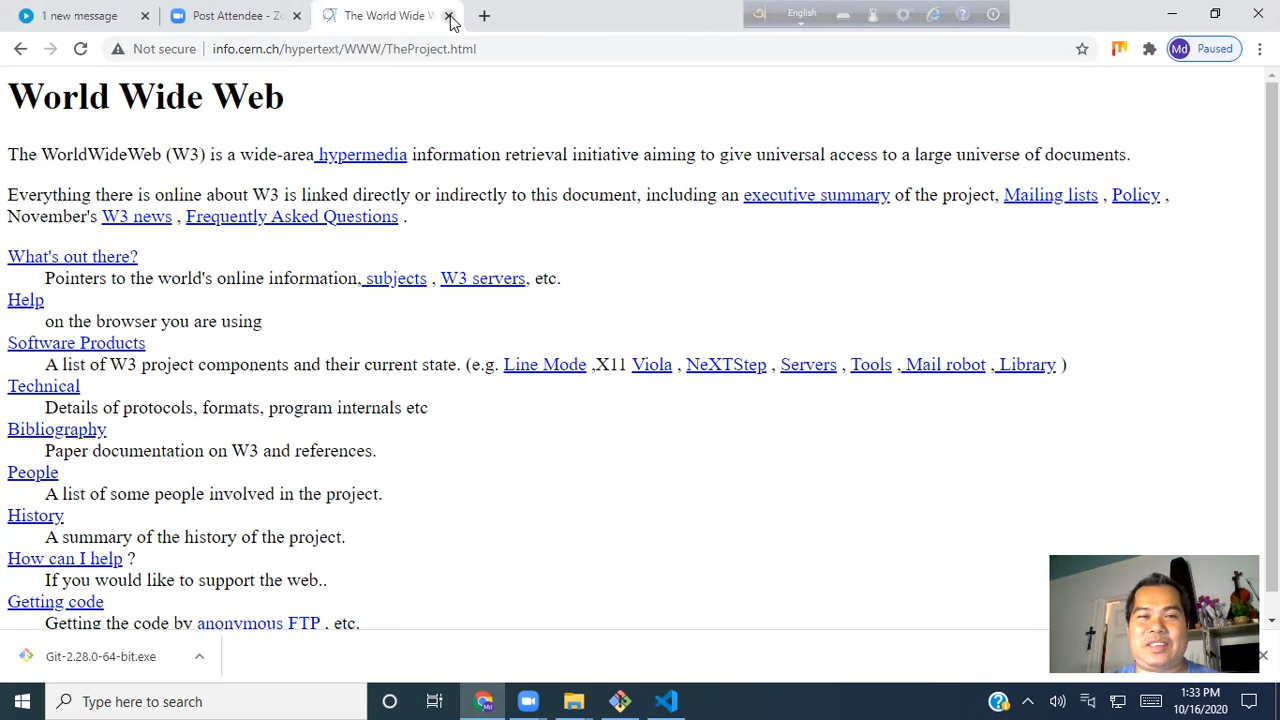 1 new message
Post Attendee - Zo
The World Wide W
English
Not secure
info.cern.ch/hypertext/WWW/TheProject.html
Md
Paused
World Wide Web
The WorldWideWeb (W3) is a wide-area hypermedia information retrieval initiative aiming to give universal access to a large universe of documents.
Everything there is online about W3 is linked directly or indirectly to this document, including an executive summary of the project, Mailing lists , Policy ,
November's W3 news , Frequently Asked Questions .
What's out there?
Pointers to the world's online information, subjects , W3 servers, etc.
Help
on the browser you are using
Software Products
A list of W3 project components and their current state. (e.g. Line Mode ,X11 Viola , NeXTStep , Servers , Tools , Mail robot , Library )
Technical
Details of protocols, formats, program internals etc
Bibliography
Paper documentation on W3 and references.
People
A list of some people involved in the project.
History
A summary of the history of the project.
How can I help ?
If you would like to support the web..
Getting code
Getting the code by anonymous FTP , etc.
Git-2.28.0-64-bit.exe
Type here to search
1:33 PM
10/16/2020